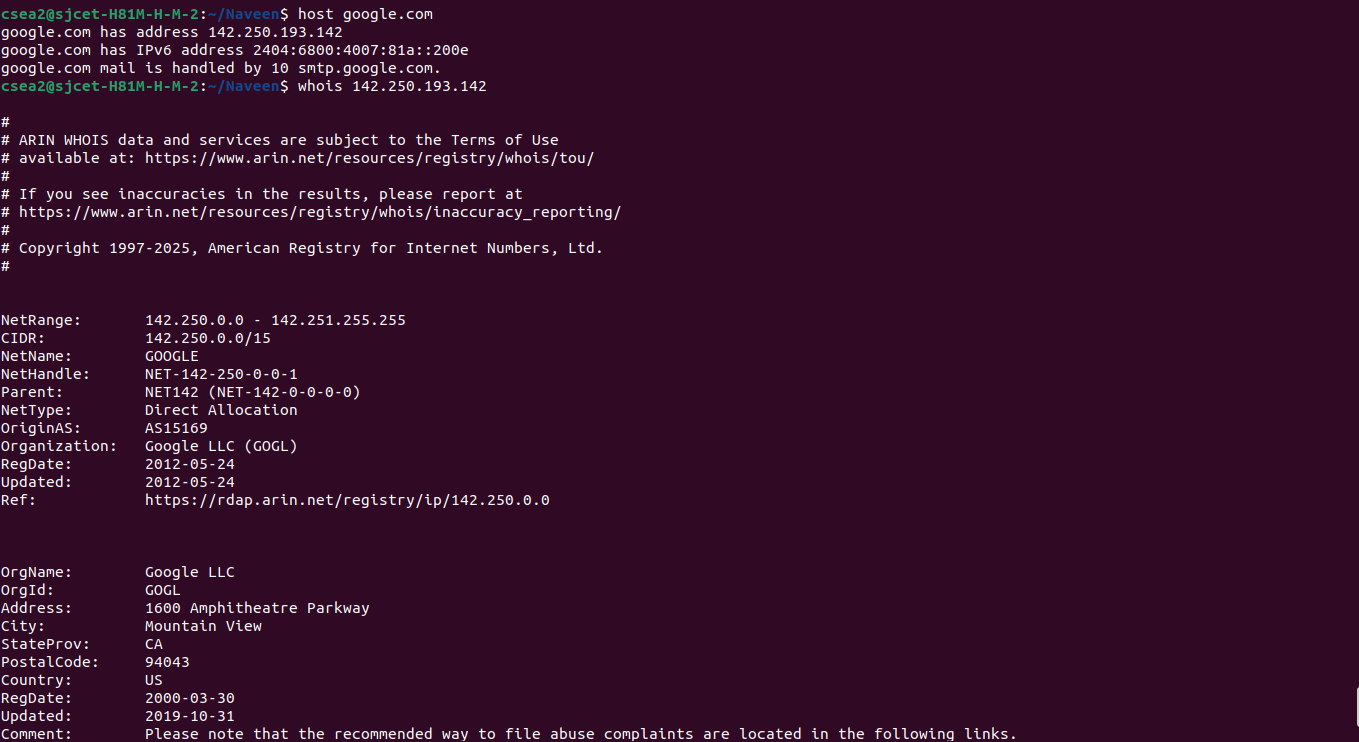 csea2@sjcet-H81M-H-M-2:~/Naveen$ host google.com
google.com has address 142.250.193.142
google.com has IPv6 address 2404:6800:4007:81a::200e
google.com mail is handled by 10 smtp.google.com.
csea2@sjcet-H81M-H-M-2:~/Naveen$ whois 142.250.193.142

#
# ARIN WHOIS data and services are subject to the Terms of Use
# available at: https://www.arin.net/resources/registry/whois/tou/
#
# If you see inaccuracies in the results, please report at
# https://www.arin.net/resources/registry/whois/inaccuracy_reporting/
#
# Copyright 1997-2025, American Registry for Internet Numbers, Ltd.
#

NetRange:       142.250.0.0 - 142.251.255.255
CIDR:           142.250.0.0/15
NetName:        GOOGLE
NetHandle:      NET-142-250-0-0-1
Parent:         NET142 (NET-142-0-0-0-0)
NetType:        Direct Allocation
OriginAS:       AS15169
Organization:   Google LLC (GOGL)
RegDate:        2012-05-24
Updated:        2012-05-24
Ref:            https://rdap.arin.net/registry/ip/142.250.0.0

OrgName:        Google LLC
OrgId:          GOGL
Address:        1600 Amphitheatre Parkway
City:           Mountain View
StateProv:      CA
PostalCode:     94043
Country:        US
RegDate:        2000-03-30
Updated:        2019-10-31
Comment:        Please note that the recommended way to file abuse complaints are located in the following links.